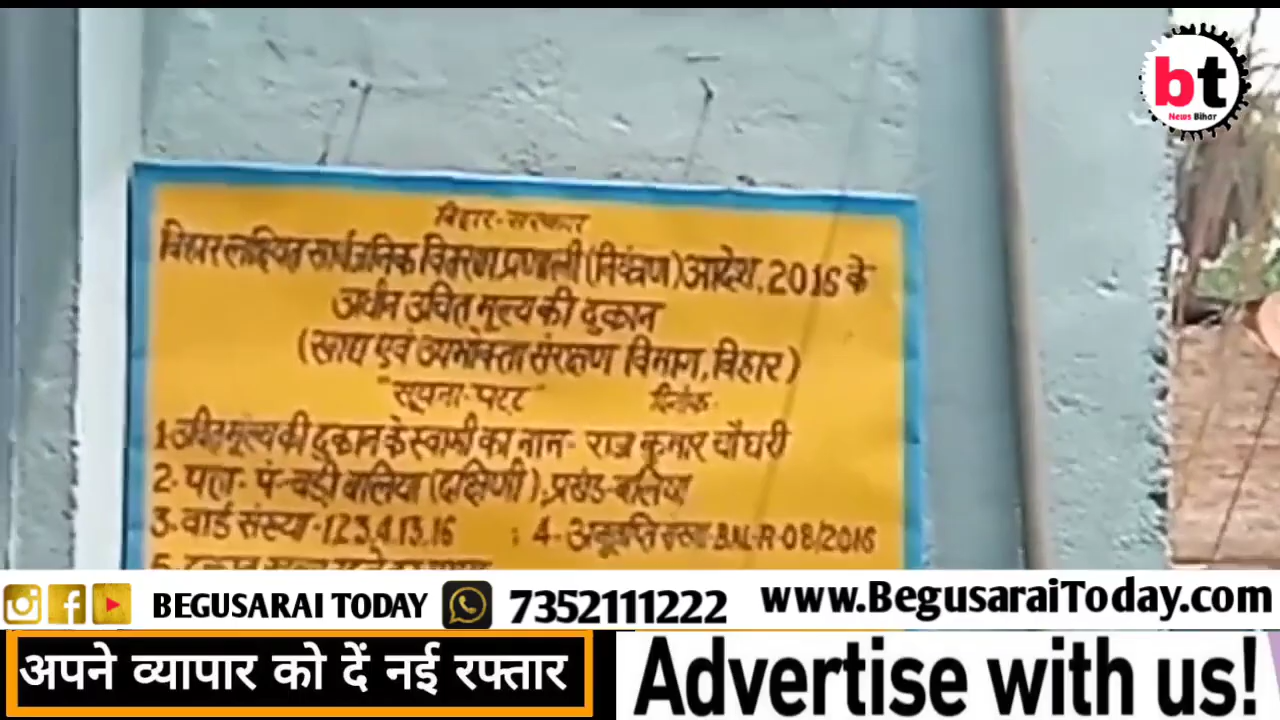 bt
News Bihar
बिहार-सरकार
बिहार लक्षित सार्वजनिक वितरण प्रणाली (नियंत्रण) आदेश, 2016 के
अधीन उचित मूल्य की दुकान
(खाद्य एवं उपभोक्ता संरक्षण विभाग, बिहार)
"सूचना-पट्ट" दिनांक-
1. उचित मूल्य की दुकान के स्वामी का नाम- राज कुमार चौधरी
2- पता- पं- बड़ी बलिया (दक्षिणी), प्रखंड-बलिया
3- वार्ड संख्या-1,2,3,4,13,16 : 4- अनुज्ञप्ति संख्या-BAL-R-08/2016
BEGUSARAI TODAY 7352111222 www.BegusaraiToday.com
अपने व्यापार को दें नई रफ्तार Advertise with us!